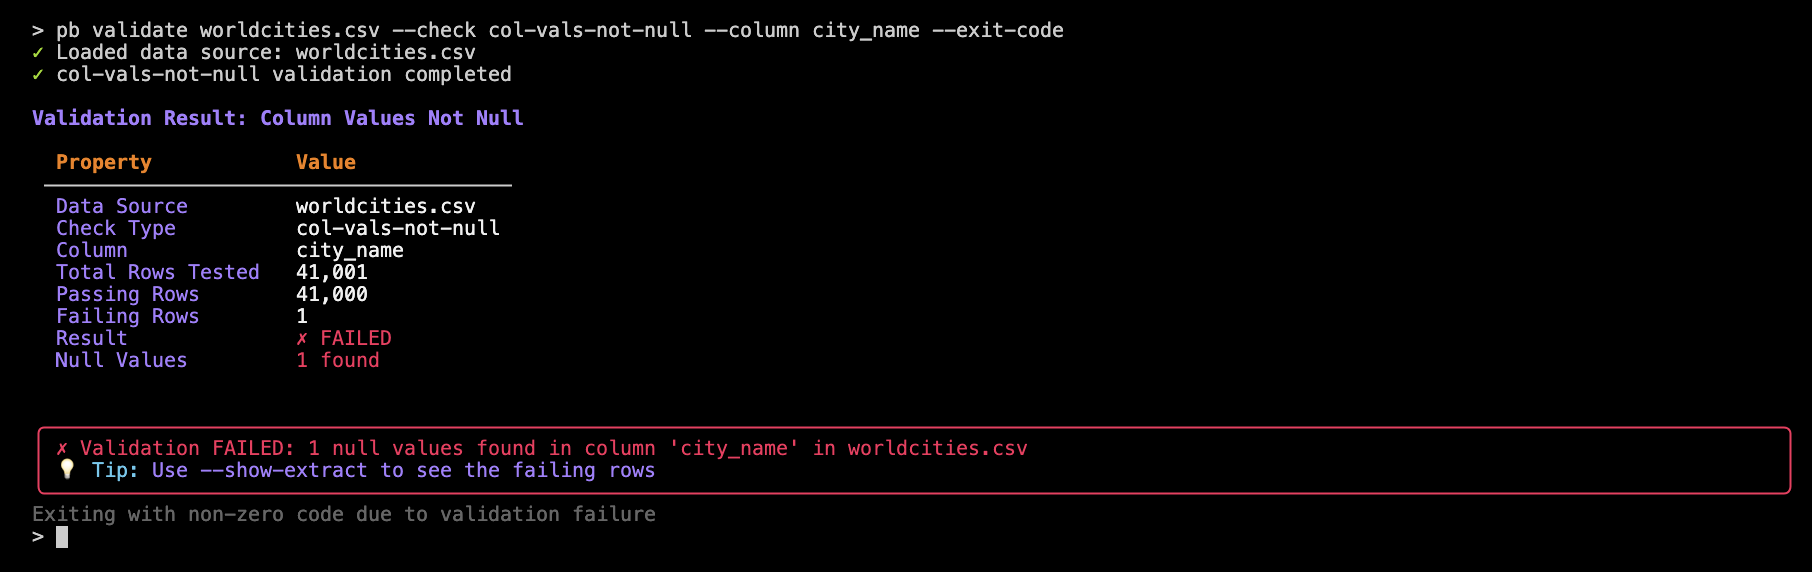 > pb validate worldcities.csv --check col-vals-not-null --column city_name --exit-code
✓ Loaded data source: worldcities.csv
✓ col-vals-not-null validation completed
Validation Result: Column Values Not Null
Property Value
Data Source worldcities.csv
Check Type col-vals-not-null
Column city_name
Total Rows Tested 41,001
Passing Rows 41,000
Failing Rows 1
Result ✗ FAILED
Null Values 1 found
✗ Validation FAILED: 1 null values found in column 'city_name' in worldcities.csv
💡 Tip: Use --show-extract to see the failing rows
Exiting with non-zero code due to validation failure
>